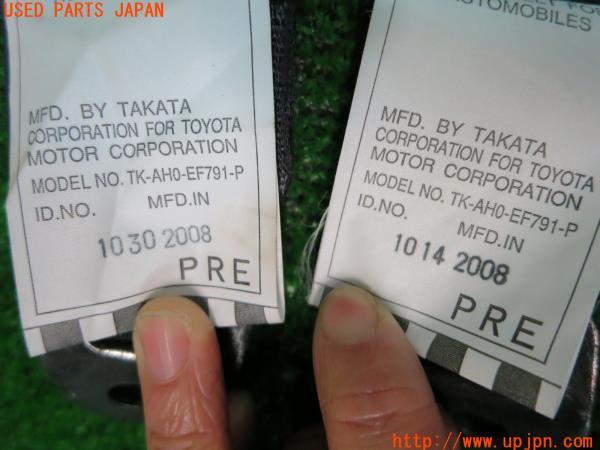 USED PARTS JAPAN
MFD. BY TAKATA
CORPORATION FOR TOYOTA
MOTOR CORPORATION
MODEL NO. TK-AH0-EF791-P
ID.NO. MFD.IN
10 30 2008
PRE
AUTOMOBILES
MFD. BY TAKATA
CORPORATION FOR TOYOTA
MOTOR CORPORATION
MODEL NO. TK-AH0-EF791-P
ID.NO. MFD.IN
10 14 2008
PRE
http://www.upjpn.com/